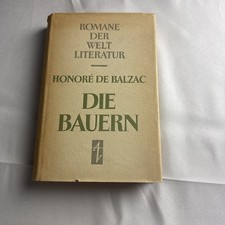 ROMANE
DER
WELT
LITERATUR
HONORÉ DE BALZAC
DIE
BAUERN